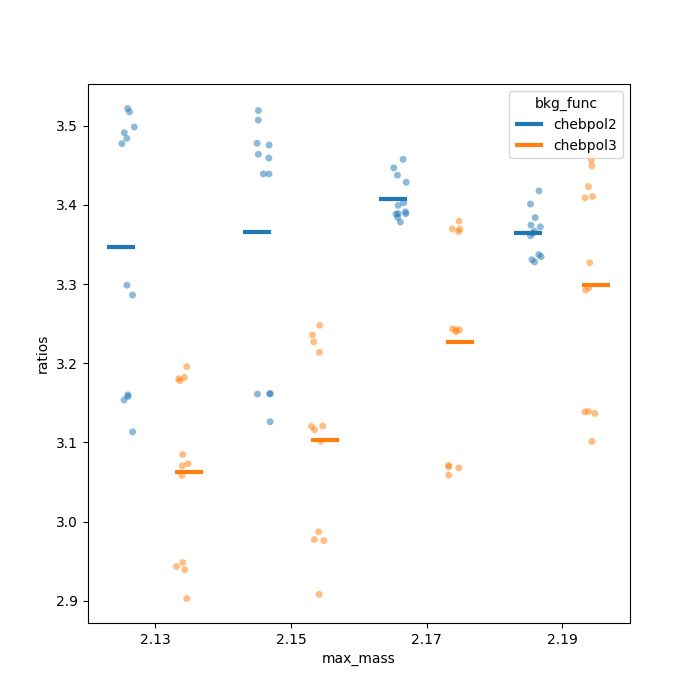 bkg_func
chebpol2
chebpol3
3.5
3.4
3.3
3.2
3.1
3.0
2.9
ratios
2.13
2.15
2.17
2.19
max_mass